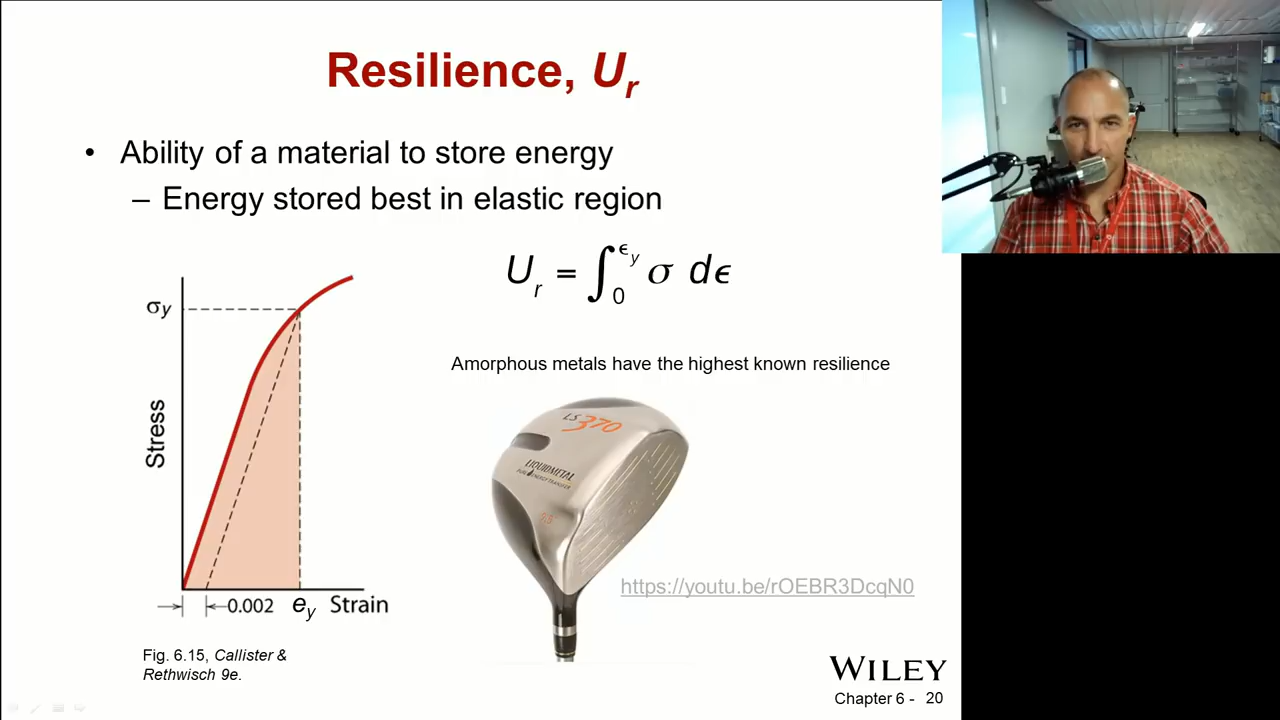 Resilience, Ur
• Ability of a material to store energy
– Energy stored best in elastic region
Ur = ∫0ϵy σ dϵ
σy
Stress
0.002
ey Strain
Amorphous metals have the highest known resilience
LS 370
LIQUIDMETAL
https://youtu.be/rOEBR3DcqN0
Fig. 6.15, Callister &
Rethwisch 9e.
WILEY
Chapter 6 - 20